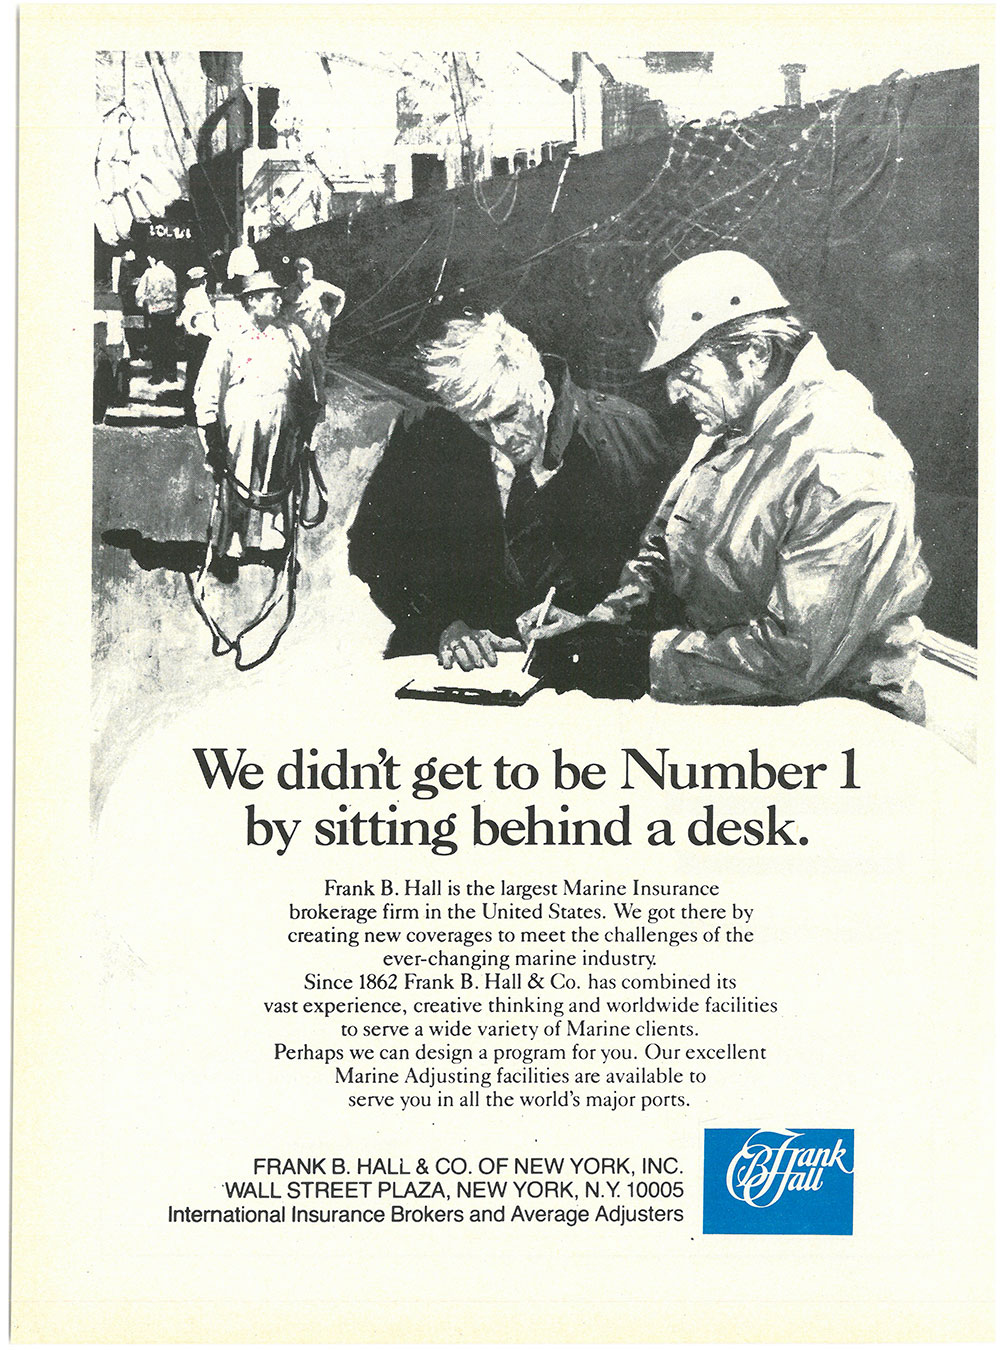 We didn't get to be Number 1
by sitting behind a desk.
Frank B. Hall is the largest Marine Insurance
brokerage firm in the United States. We got there by
creating new coverages to meet the challenges of the
ever-changing marine industry.
Since 1862 Frank B. Hall & Co. has combined its
vast experience, creative thinking and worldwide facilities
to serve a wide variety of Marine clients.
Perhaps we can design a program for you. Our excellent
Marine Adjusting facilities are available to
serve you in all the world's major ports.
FRANK B. HALL & CO. OF NEW YORK, INC.
WALL STREET PLAZA, NEW YORK, N.Y. 10005
International Insurance Brokers and Average Adjusters
Frank
B Hall